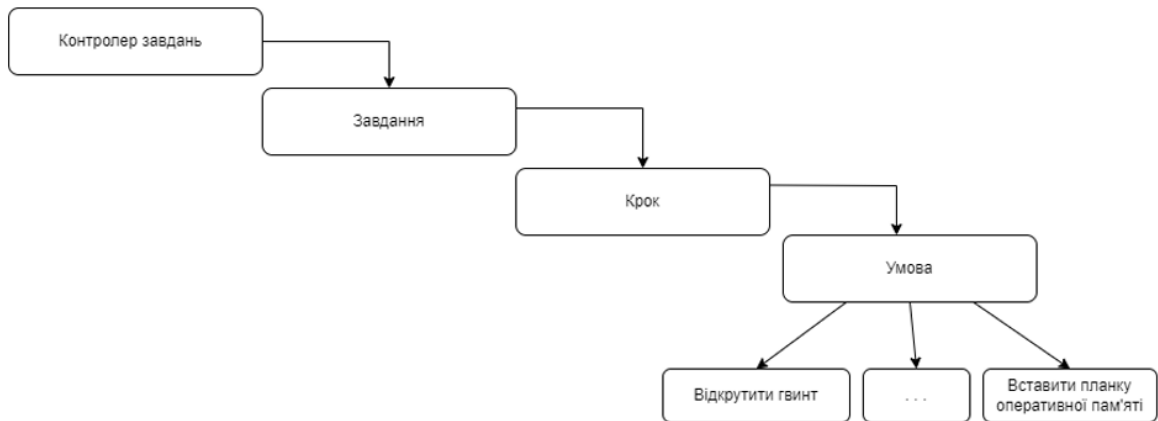 Контролер завдань
Завдання
Крок
Умова
Відкрутити гвинт
. . .
Вставити планку
оперативної пам'яті